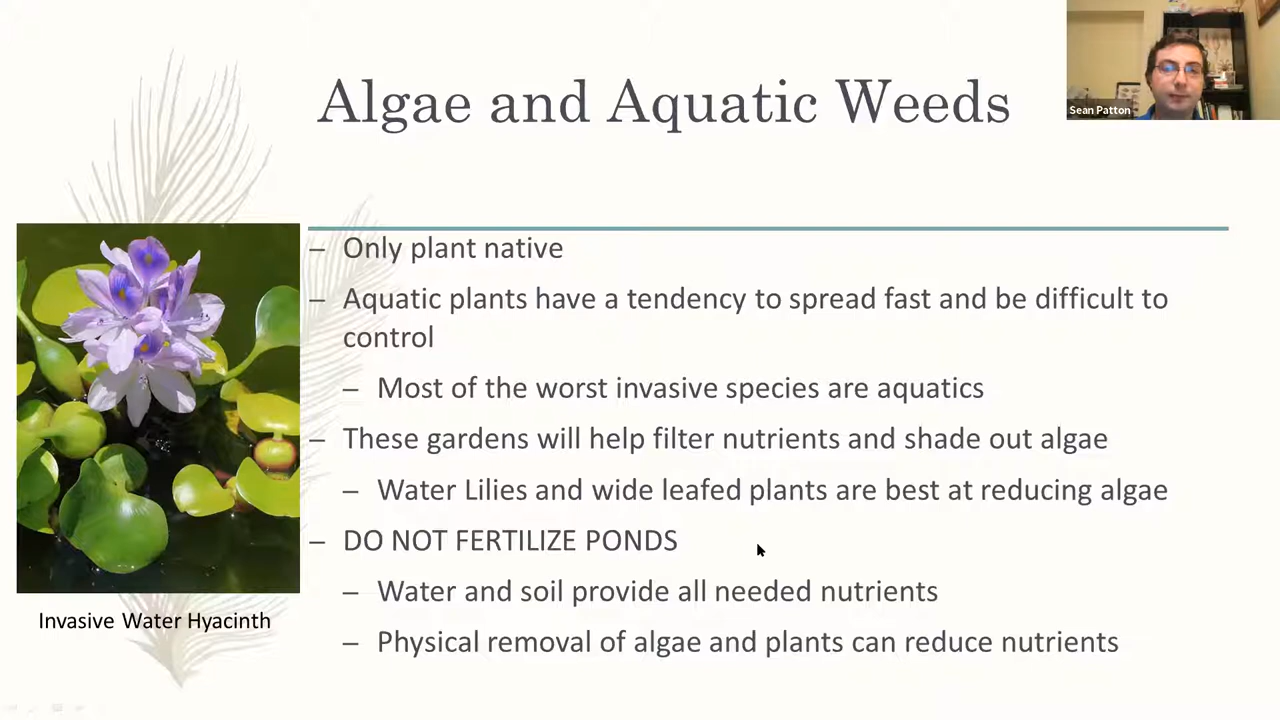 Algae and Aquatic Weeds
Sean Patton
– Only plant native
– Aquatic plants have a tendency to spread fast and be difficult to
control
– Most of the worst invasive species are aquatics
– These gardens will help filter nutrients and shade out algae
– Water Lilies and wide leafed plants are best at reducing algae
– DO NOT FERTILIZE PONDS
– Water and soil provide all needed nutrients
– Physical removal of algae and plants can reduce nutrients
Invasive Water Hyacinth